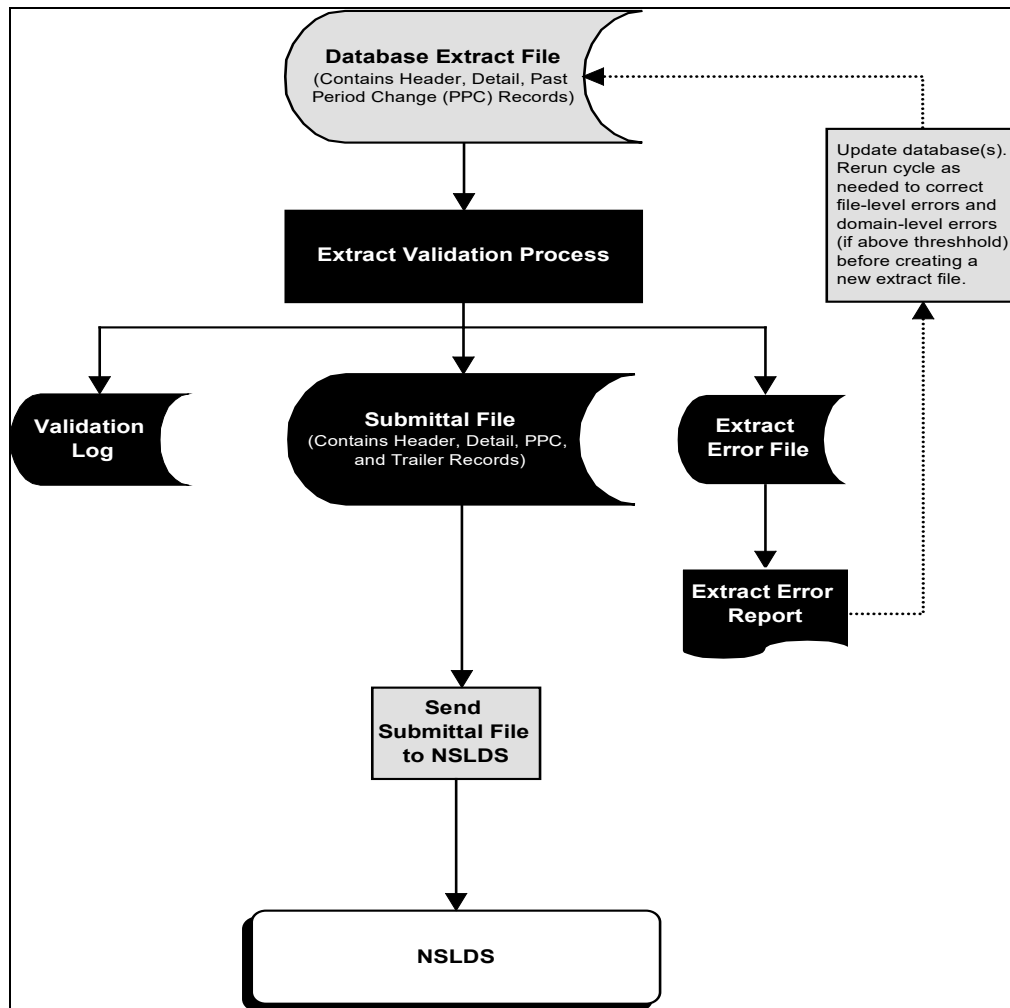 Database Extract File
(Contains Header, Detail, Past
Period Change (PPC) Records)
Update database(s).
Rerun cycle as
needed to correct
file-level errors and
domain-level errors
(if above threshhold)
before creating a
new extract file.
Extract Validation Process
Validation
Log
Submittal File
(Contains Header, Detail, PPC,
and Trailer Records)
Extract
Error File
Extract Error
Report
Send
Submittal File
to NSLDS
NSLDS